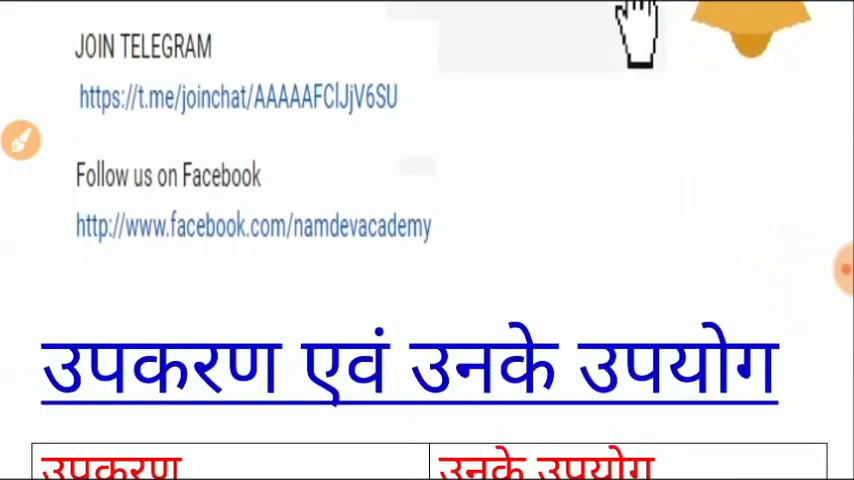 JOIN TELEGRAM
https://t.me/joinchat/AAAAAFClJjV6SU
Follow us on Facebook
http://www.facebook.com/namdevacademy
उपकरण एवं उनके उपयोग
उपकरण
उनके उपयोग